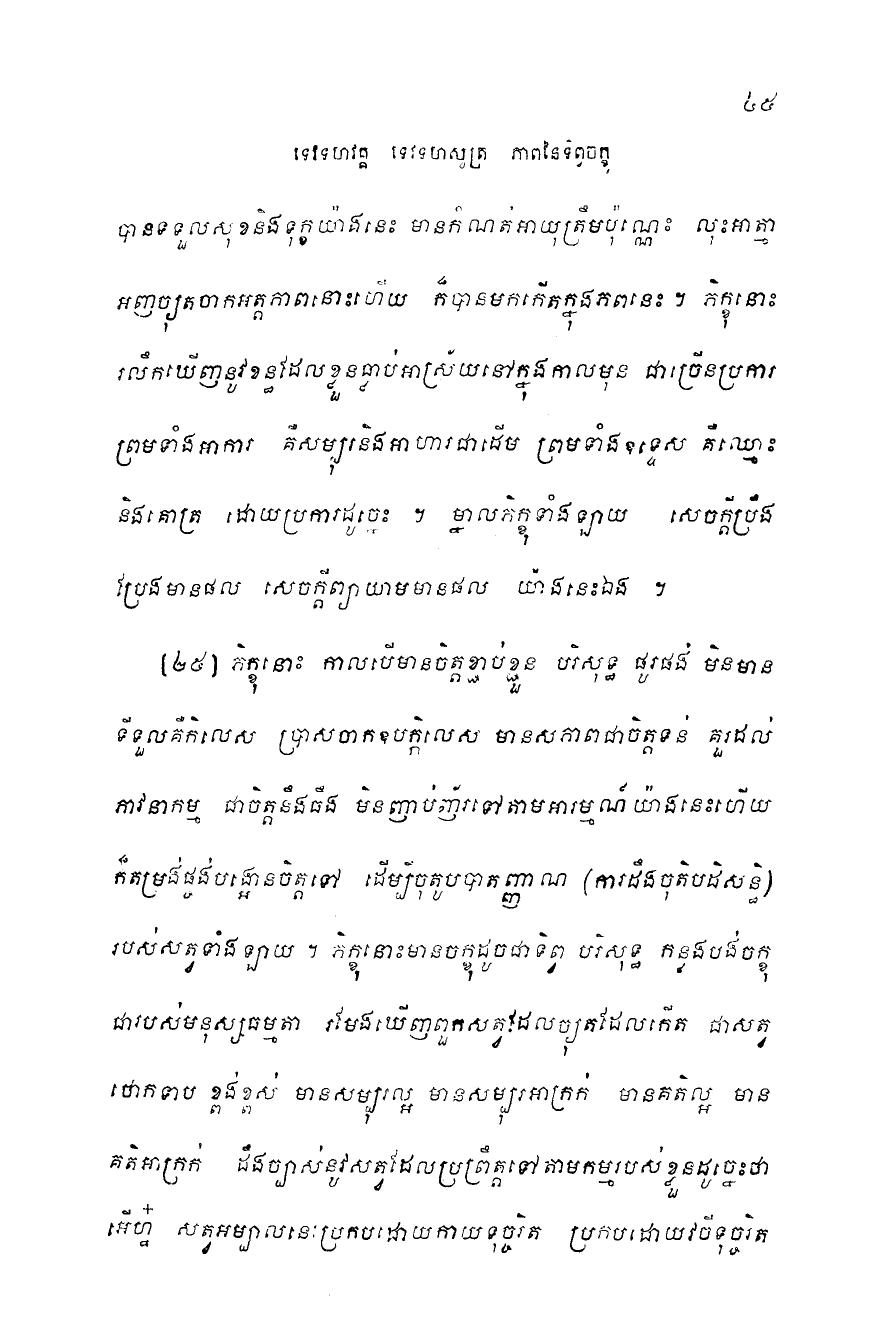 ៤៥
ទេវទហវគ្គ ទេវទហសូត្រ ភាពនៃទិព្វចក្ខុ
បានទទួលសុខនិងទុក្ខយ៉ាងនេះ មានកំណត់អាយុត្រឹមប៉ុណ្ណេះ លុះអាត្មា
អញច្យុតចាកអត្តភាពនោះហើយ ក៏បានមកកើតក្នុងភពនេះ ។ ភិក្ខុនោះ
រលឹកឃើញនូវខន្ធដែលខ្លួនធ្លាប់អាស្រ័យនៅក្នុងកាលមុន ជាច្រើនប្រការ
ព្រមទាំងអាការ គឺសម្បុរនិងអាហារជាដើម ព្រមទាំងឧទ្ទេស គឺឈ្មោះ
និងគោត្រ ដោយប្រការដូច្នេះ ។ ម្នាលភិក្ខុទាំងឡាយ សេចក្តីប្រឹង
ប្រែងមានផល សេចក្តីព្យាយាមមានផល យ៉ាងនេះឯង ។
[៤៥] ភិក្ខុនោះ កាលបើមានចិត្តខ្ជាប់ខ្ជួន បរិសុទ្ធ ផូរផង់ មិនមាន
ទីទួលគឺកិលេស ប្រាសចាកឧបក្កិលេស មានសភាពជាចិត្តទន់ គួរដល់
ភាវនាកម្ម ជាចិត្តនឹងធឹង មិនញាប់ញ័រទៅតាមអារម្មណ៍យ៉ាងនេះហើយ
ក៏តម្រង់ផ្ចង់បង្អោនចិត្តទៅ ដើម្បីចុតូបបាតញ្ញាណ (ការដឹងចុតិបដិសន្ធិ)
របស់សត្វទាំងឡាយ ។ ភិក្ខុនោះមានចក្ខុដូចជាទិព្វ បរិសុទ្ធ កន្លងបង់ចក្ខុ
ជារបស់មនុស្សធម្មតា រមែងឃើញពួកសត្វដែលច្យុតដែលកើត ជាសត្វ
ថោកទាប ខ្ពង់ខ្ពស់ មានសម្បុរល្អ មានសម្បុរអាក្រក់ មានគតិល្អ មាន
គតិអាក្រក់ ដឹងច្បាស់នូវសត្វដែលប្រព្រឹត្តទៅតាមកម្មរបស់ខ្លួនដូច្នេះថា
អើហ្ន៎ សត្វអម្បាលនេះប្រកបដោយកាយទុច្ចរិត ប្រកបដោយវចីទុច្ចរិត